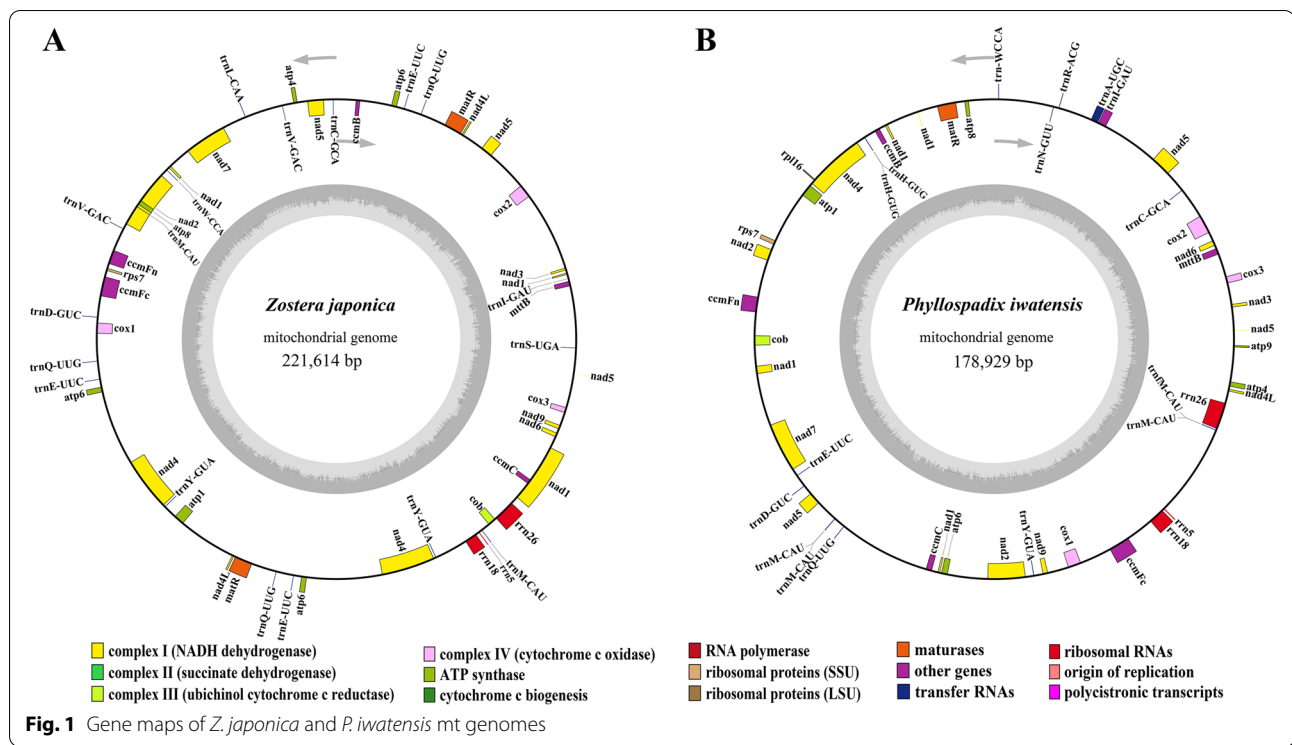 A
trnL-CAA
atp4
nad5
trnC-GCA
ccmB
atp6
trnE-UUC
trnQ-UUG
matR
nad4L
nad5
trnV-GAC
nad7
cox2
nad1
trnW-CCA
nad2
atp8
trnM-CAU
trnV-GAC
ccmFn
rps7
ccmFc
trnD-GUC
cox1
trnQ-UUG
trnE-UUC
atp6
nad3
nad1
trnI-GAU
mttB
trnS-UGA
nad5
cox3
nad9
nad6
ccmC
nad1
cob
rrn26
trnM-CAU
rrn5
rrn18
trnY-GUA
nad4
nad4
trnY-GUA
atp1
nad4L
matR
trnQ-UUG
trnE-UUC
atp6
Zostera japonica
mitochondrial genome
221,614 bp
B
trn-WCCA
trnR-ACG
trnA-UGC
trnI-GAU
atp8
matR
nad1
nad1
ccmB
trnH-GUG
trnH-GUG
trnN-GUU
nad5
rpl16
nad4
atp1
trnC-GCA
cox2
nad6
mttB
cox3
nad3
nad5
atp9
atp4
nad4L
rrn26
trnfM-CAU
trnM-CAU
rps7
nad2
ccmFn
cob
nad1
nad7
trnE-UUC
trnD-GUC
nad5
trnM-CAU
trnM-CAU
trnQ-UUG
ccmC
nad1
atp6
nad2
trnY-GUA
nad9
cox1
ccmFc
rrn5
rrn18
Phyllospadix iwatensis
mitochondrial genome
178,929 bp
complex I (NADH dehydrogenase)
complex II (succinate dehydrogenase)
complex III (ubichinol cytochrome c reductase)
complex IV (cytochrome c oxidase)
ATP synthase
cytochrome c biogenesis
RNA polymerase
ribosomal proteins (SSU)
ribosomal proteins (LSU)
maturases
other genes
transfer RNAs
ribosomal RNAs
origin of replication
polycistronic transcripts
Fig. 1 Gene maps of Z. japonica and P. iwatensis mt genomes